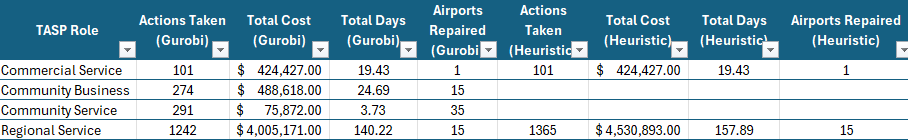 TASP Role Actions Taken (Gurobi) Total Cost (Gurobi) Total Days (Gurobi) Airports Repaired (Gurobi Actions Taken (Heuristic Total Cost (Heuristic) Total Days (Heuristic) Airports Repaired (Heuristic)
Commercial Service 101 $ 424,427.00 19.43 1 101 $ 424,427.00 19.43 1
Community Business 274 $ 488,618.00 24.69 15
Community Service 291 $ 75,872.00 3.73 35
Regional Service 1242 $ 4,005,171.00 140.22 15 1365 $ 4,530,893.00 157.89 15